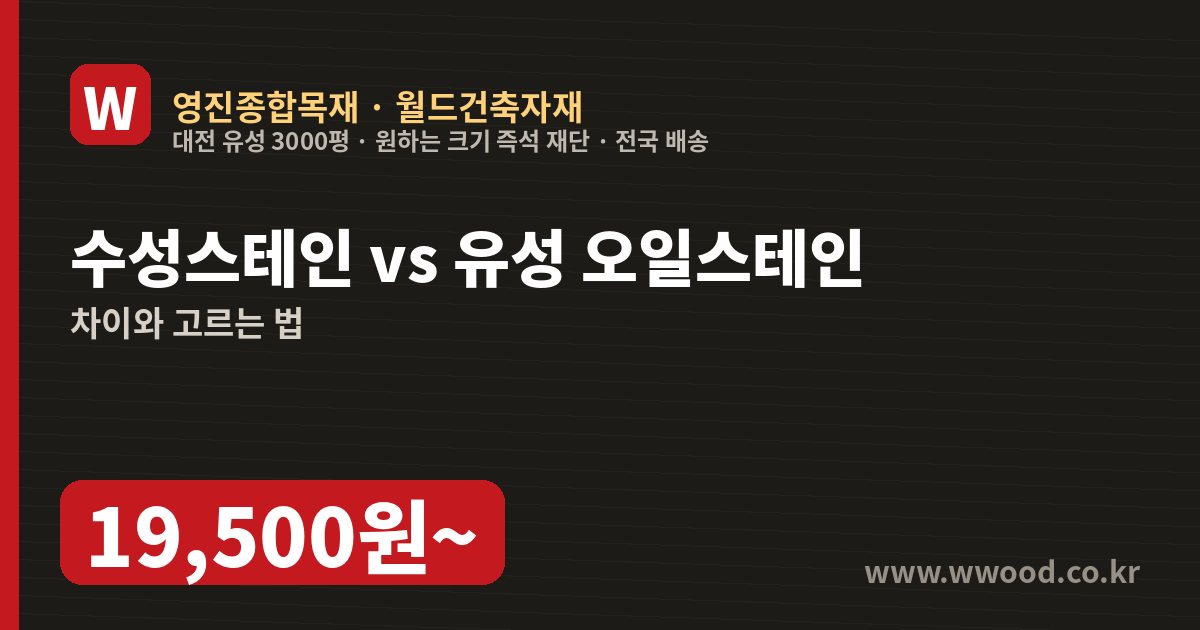 W
영진종합목재 · 월드건축자재
대전 유성 3000평 · 원하는 크기 즉석 재단 · 전국 배송
수성스테인 vs 유성 오일스테인
차이와 고르는 법
19,500원~
www.wwood.co.kr